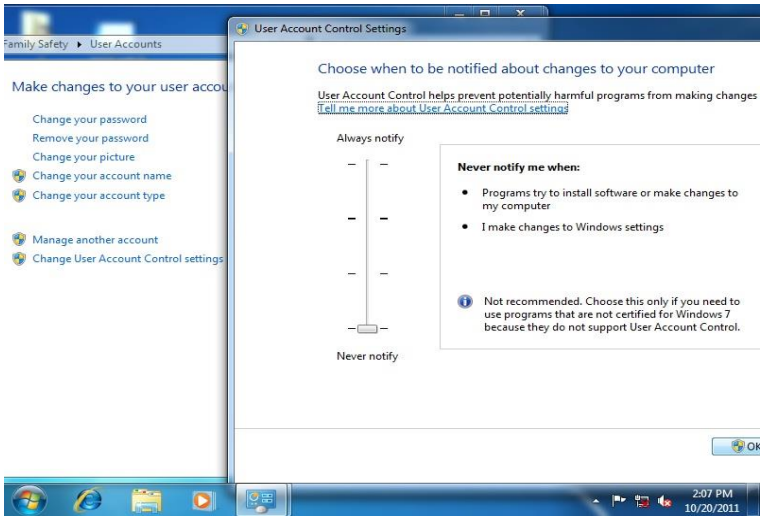 Family Safety ▸ User Accounts
Make changes to your user accou
Change your password
Remove your password
Change your picture
Change your account name
Change your account type
Manage another account
Change User Account Control settings
User Account Control Settings
Choose when to be notified about changes to your computer
User Account Control helps prevent potentially harmful programs from making changes
Tell me more about User Account Control settings
Always notify
Never notify me when:
• Programs try to install software or make changes to
my computer
• I make changes to Windows settings
Not recommended. Choose this only if you need to
use programs that are not certified for Windows 7
because they do not support User Account Control.
Never notify
OK
2:07 PM
10/20/2011